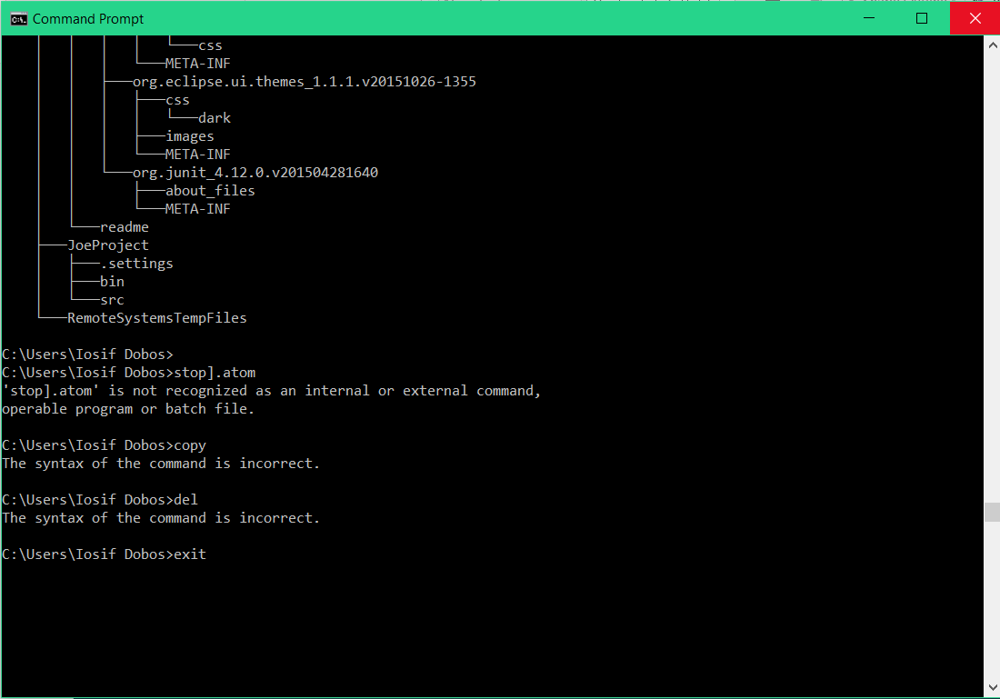 Command Prompt
│   │   │   │   └───css
│   │   │   └───META-INF
│   │   ├───org.eclipse.ui.themes_1.1.1.v20151026-1355
│   │   │   ├───css
│   │   │   │   └───dark
│   │   │   ├───images
│   │   │   └───META-INF
│   │   └───org.junit_4.12.0.v201504281640
│   │       ├───about_files
│   │       └───META-INF
│   └───readme
├───JoeProject
│   ├───.settings
│   ├───bin
│   └───src
└───RemoteSystemsTempFiles
C:\Users\Iosif Dobos>
C:\Users\Iosif Dobos>stop].atom
'stop].atom' is not recognized as an internal or external command,
operable program or batch file.
C:\Users\Iosif Dobos>copy
The syntax of the command is incorrect.
C:\Users\Iosif Dobos>del
The syntax of the command is incorrect.
C:\Users\Iosif Dobos>exit